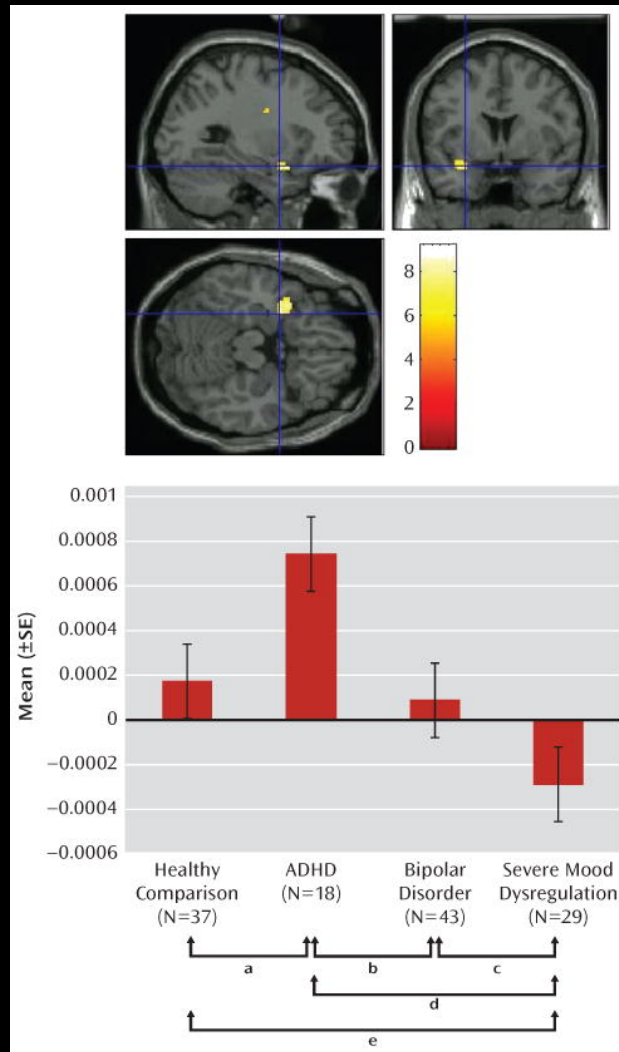 8
6
4
2
0
Mean (±SE)
0.001
0.0008
0.0006
0.0004
0.0002
0
−0.0002
−0.0004
−0.0006
Healthy Comparison (N=37)
ADHD (N=18)
Bipolar Disorder (N=43)
Severe Mood Dysregulation (N=29)
a
b
c
d
e